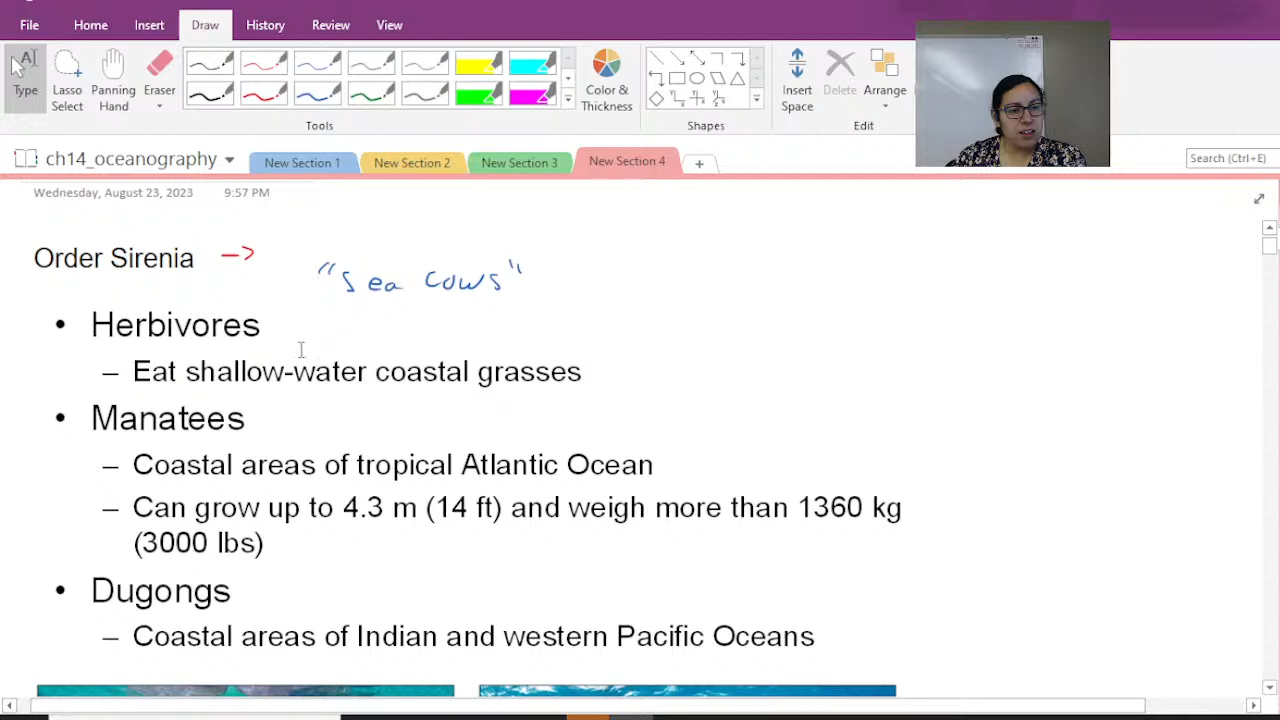 File Home Insert Draw History Review View
Type
Lasso Select
Panning Hand
Eraser
Color & Thickness
Insert Space
Delete
Arrange
Tools
Shapes
Edit
ch14_oceanography
New Section 1
New Section 2
New Section 3
New Section 4
Search (Ctrl+E)
Wednesday, August 23, 2023 9:57 PM
Order Sirenia ->
"Sea Cows"
• Herbivores
– Eat shallow-water coastal grasses
• Manatees
– Coastal areas of tropical Atlantic Ocean
– Can grow up to 4.3 m (14 ft) and weigh more than 1360 kg
(3000 lbs)
• Dugongs
– Coastal areas of Indian and western Pacific Oceans